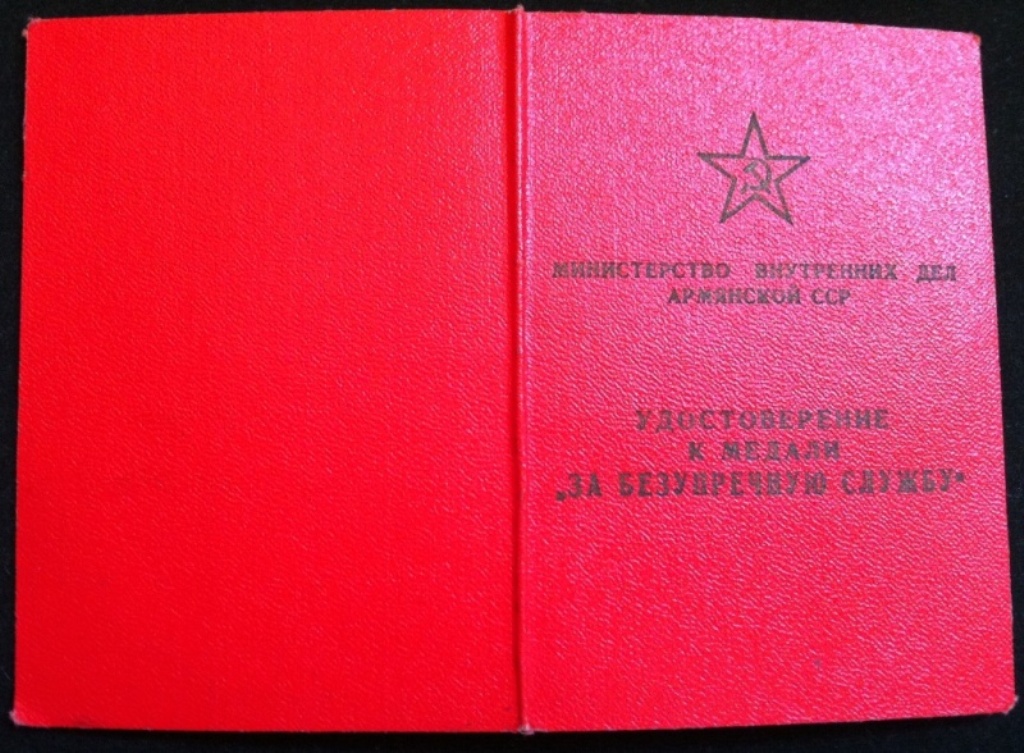 МИНИСТЕРСТВО ВНУТРЕННИХ ДЕЛ
АРМЯНСКОЙ ССР
УДОСТОВЕРЕНИЕ
К МЕДАЛИ
„ЗА БЕЗУПРЕЧНУЮ СЛУЖБУ"